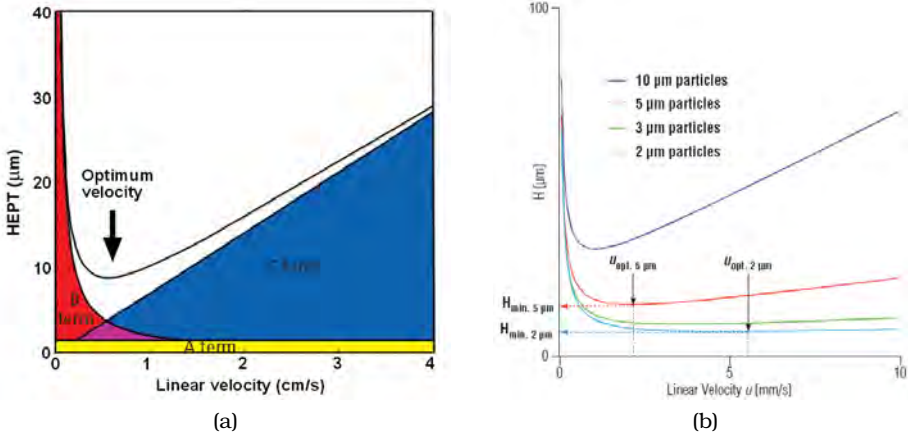 40
30
20
10
0
HEPT (µm)
Optimum
velocity
B
term
C term
A term
0
1
2
3
4
Linear velocity (cm/s)
(a)
H [µm]
10 µm particles
5 µm particles
3 µm particles
2 µm particles
uopt. 5 µm
uopt. 2 µm
Hmin. 5 µm
Hmin. 2 µm
0
0
5
10
Linear Velocity u [mm/s]
(b)